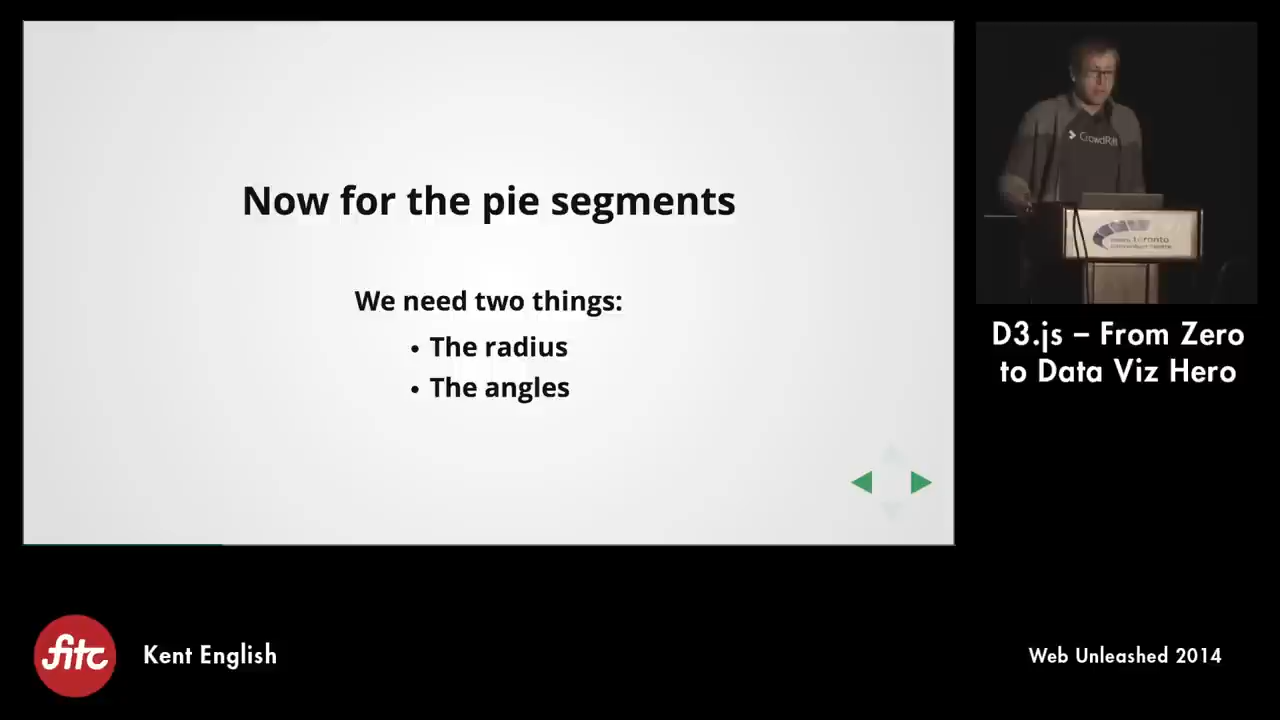 Now for the pie segments
We need two things:
• The radius
• The angles
D3.js – From Zero
to Data Viz Hero
fitc
Kent English
Web Unleashed 2014
toronto